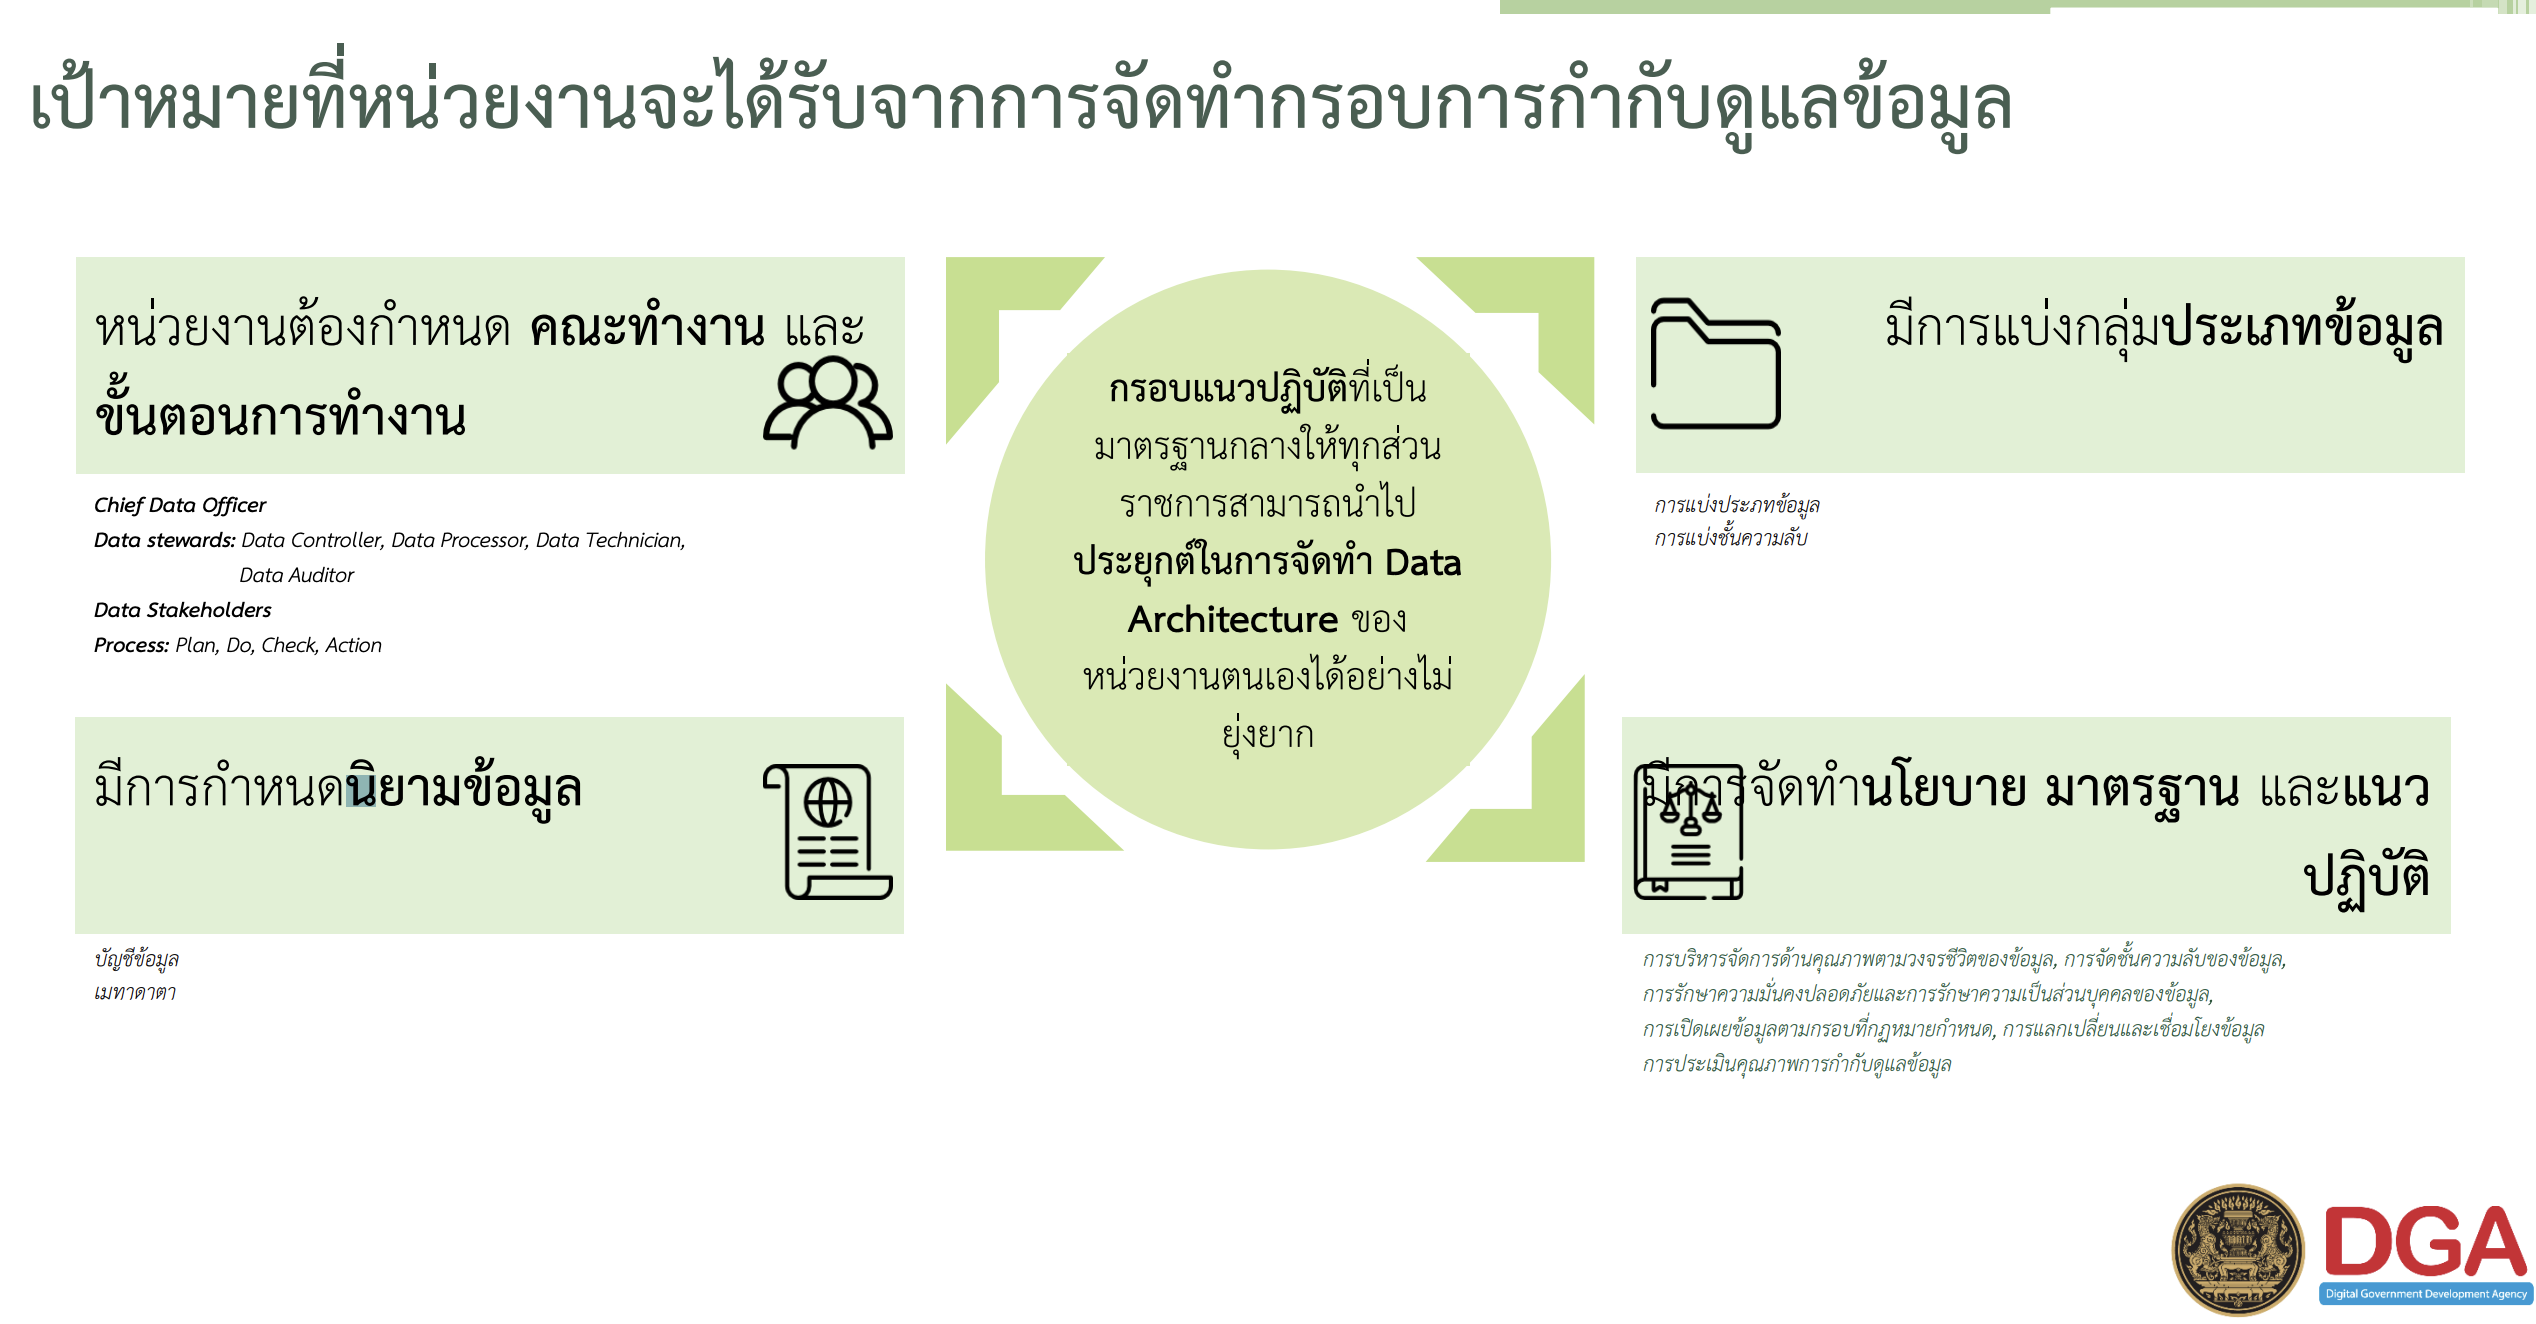 เป้าหมายที่หน่วยงานจะได้รับจากการจัดทำกรอบการกำกับดูแลข้อมูล
หน่วยงานต้องกำหนด คณะทำงาน และ
ขั้นตอนการทำงาน
Chief Data Officer
Data stewards: Data Controller, Data Processor, Data Technician,
Data Auditor
Data Stakeholders
Process: Plan, Do, Check, Action
มีการกำหนดนิยามข้อมูล
บัญชีข้อมูล
เมทาดาตา
กรอบแนวปฏิบัติที่เป็น
มาตรฐานกลางให้ทุกส่วน
ราชการสามารถนำไป
ประยุกต์ในการจัดทำ Data
Architecture ของ
หน่วยงานตนเองได้อย่างไม่
ยุ่งยาก
มีการแบ่งกลุ่มประเภทข้อมูล
การแบ่งประภทข้อมูล
การแบ่งชั้นความลับ
มีการจัดทำนโยบาย มาตรฐาน และแนว
ปฏิบัติ
การบริหารจัดการด้านคุณภาพตามวงจรชีวิตของข้อมูล, การจัดชั้นความลับของข้อมูล,
การรักษาความมั่นคงปลอดภัยและการรักษาความเป็นส่วนบุคคลของข้อมูล,
การเปิดเผยข้อมูลตามกรอบที่กฎหมายกำหนด, การแลกเปลี่ยนและเชื่อมโยงข้อมูล
การประเมินคุณภาพการกำกับดูแลข้อมูล
DGA
Digital Government Development Agency